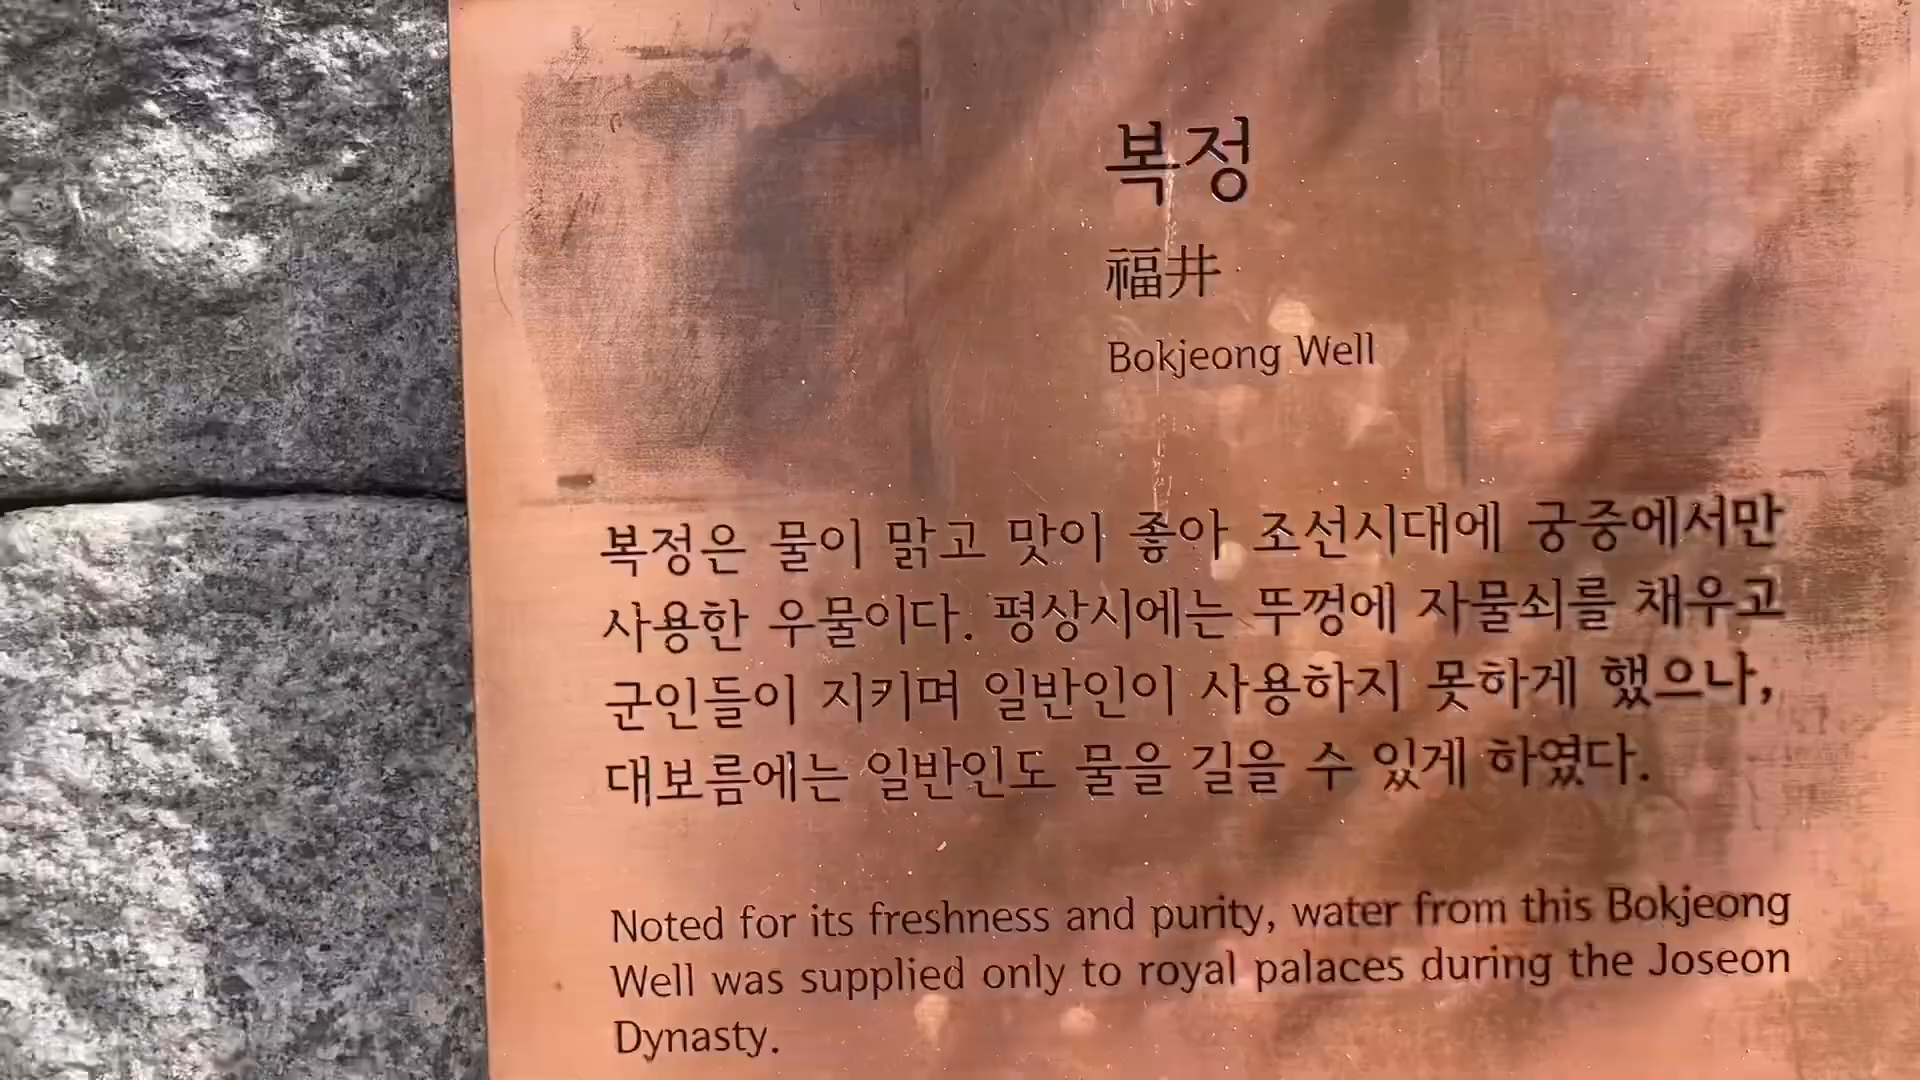 복정
福井
Bokjeong Well
복정은 물이 맑고 맛이 좋아 조선시대에 궁중에서만
사용한 우물이다. 평상시에는 뚜껑에 자물쇠를 채우고
군인들이 지키며 일반인이 사용하지 못하게 했으나,
대보름에는 일반인도 물을 길을 수 있게 하였다.
Noted for its freshness and purity, water from this Bokjeong
Well was supplied only to royal palaces during the Joseon
Dynasty.